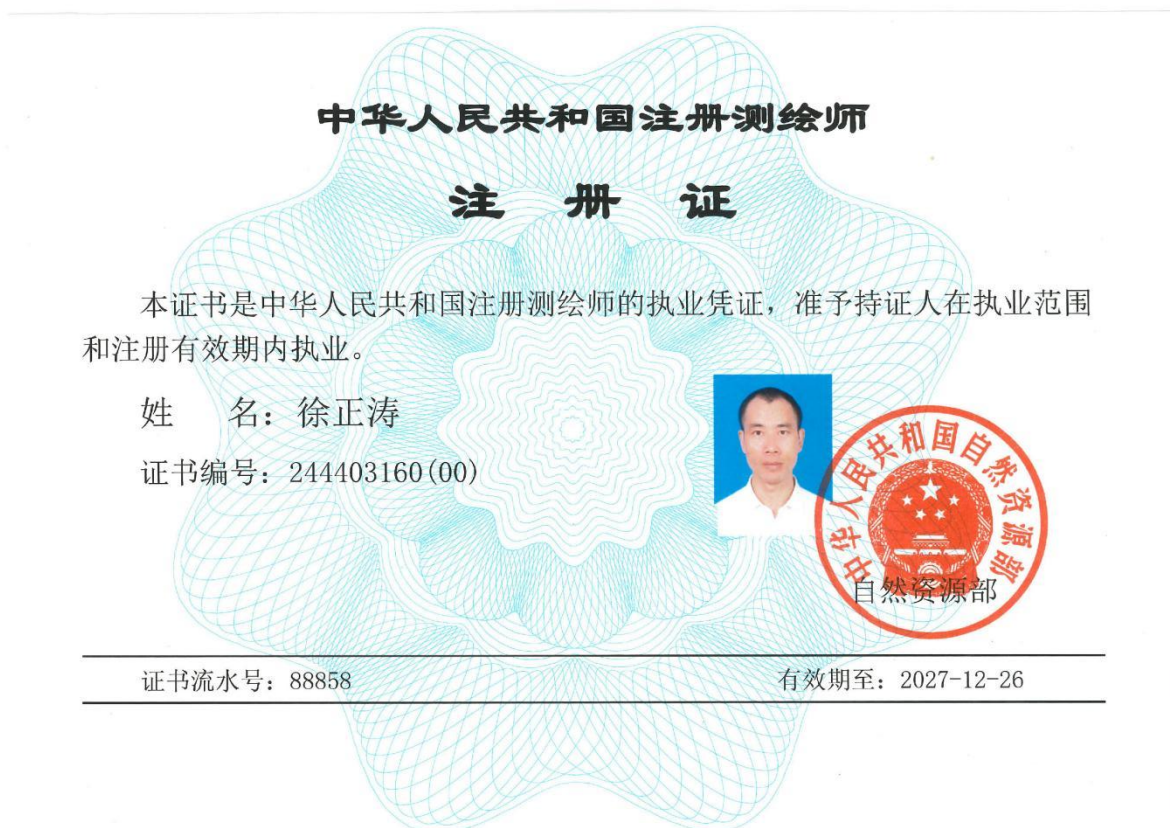 中华人民共和国注册测绘师
注 册 证
本证书是中华人民共和国注册测绘师的执业凭证，准予持证人在执业范围
和注册有效期内执业。
姓 名：徐正涛
证书编号：244403160(00)
中华人民共和国自然资源部
自然资源部
证书流水号：88858 有效期至：2027-12-26